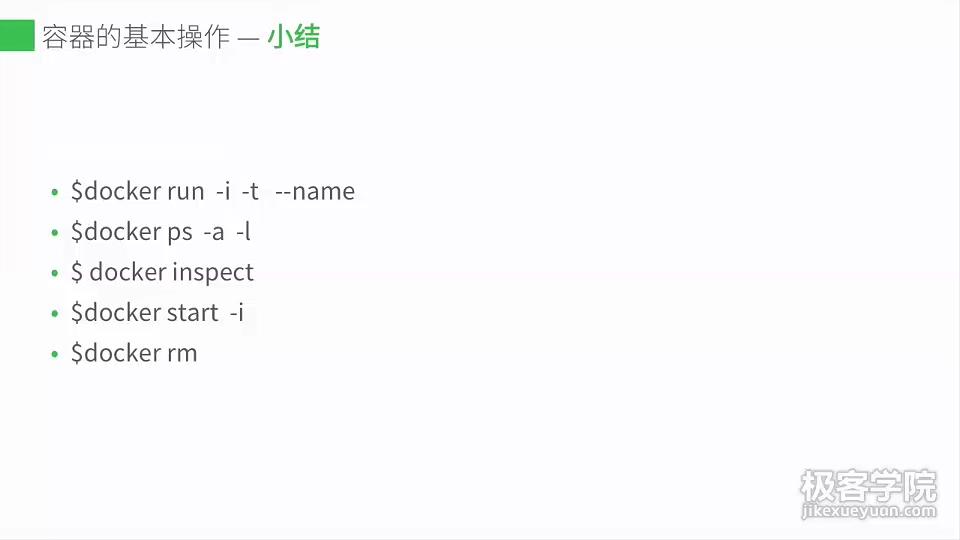 容器的基本操作 — 小结
• $docker run -i -t --name
• $docker ps -a -l
• $ docker inspect
• $docker start -i
• $docker rm
极客学院
jikexueyuan.com